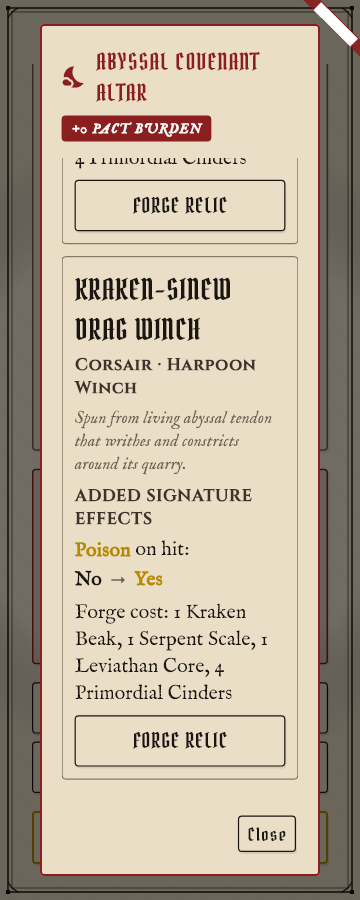 ABYSSAL COVENANT
ALTAR
+0 PACT BURDEN
4 Primordial Cinders
FORGE RELIC
KRAKEN-SINEW
DRAG WINCH
Corsair · Harpoon
Winch
Spun from living abyssal tendon
that writhes and constricts
around its quarry.
ADDED SIGNATURE
EFFECTS
Poison on hit:
No → Yes
Forge cost: 1 Kraken
Beak, 1 Serpent Scale, 1
Leviathan Core, 4
Primordial Cinders
FORGE RELIC
Close